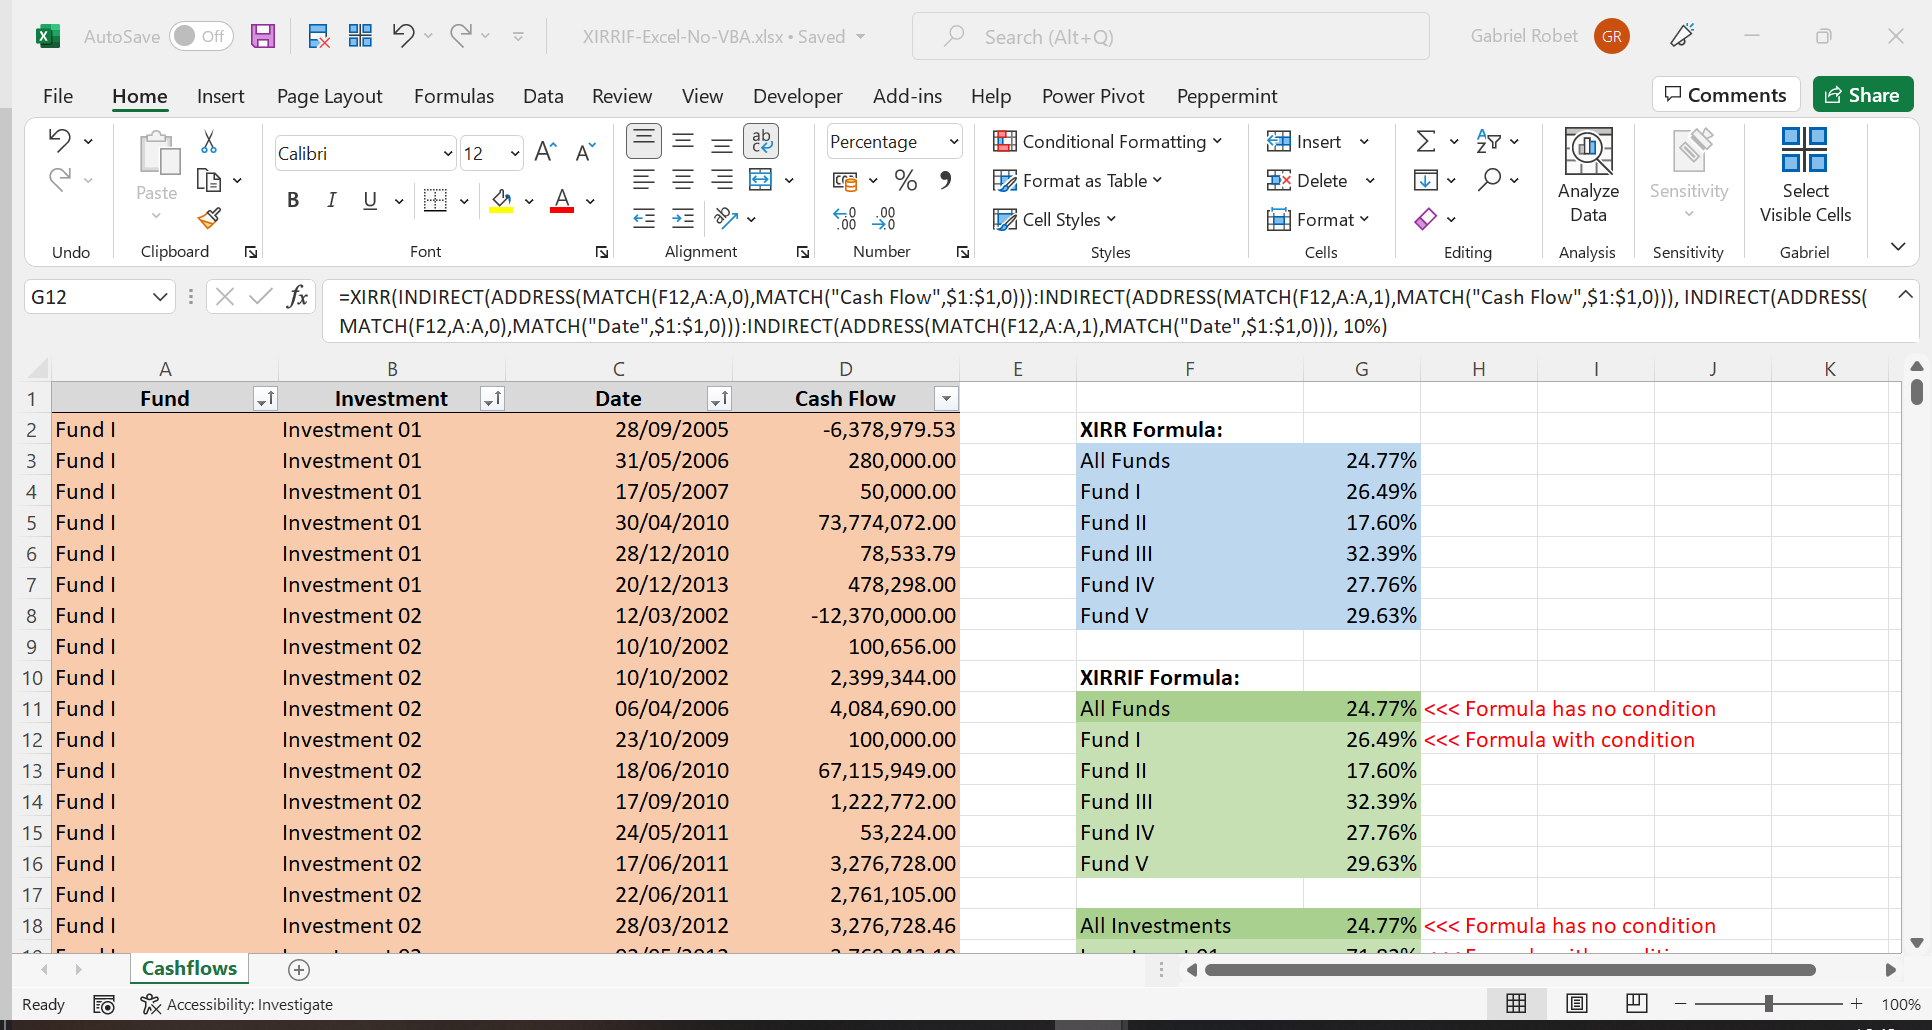 AutoSave Off XIRRIF-Excel-No-VBA.xlsx • Saved Search (Alt+Q) Gabriel Robet GR
File Home Insert Page Layout Formulas Data Review View Developer Add-ins Help Power Pivot Peppermint Comments Share
Calibri 12 Percentage Conditional Formatting Insert
Format as Table Delete
Paste Cell Styles Format
Analyze Data Sensitivity Select Visible Cells
Undo Clipboard Font Alignment Number Styles Cells Editing Analysis Sensitivity Gabriel
G12 fx =XIRR(INDIRECT(ADDRESS(MATCH(F12,A:A,0),MATCH("Cash Flow",$1:$1,0))):INDIRECT(ADDRESS(MATCH(F12,A:A,1),MATCH("Cash Flow",$1:$1,0))), INDIRECT(ADDRESS(
MATCH(F12,A:A,0),MATCH("Date",$1:$1,0))):INDIRECT(ADDRESS(MATCH(F12,A:A,1),MATCH("Date",$1:$1,0))), 10%)
A B C D E F G H I J K
1 Fund Investment Date Cash Flow
2 Fund I Investment 01 28/09/2005 -6,378,979.53 XIRR Formula:
3 Fund I Investment 01 31/05/2006 280,000.00 All Funds 24.77%
4 Fund I Investment 01 17/05/2007 50,000.00 Fund I 26.49%
5 Fund I Investment 01 30/04/2010 73,774,072.00 Fund II 17.60%
6 Fund I Investment 01 28/12/2010 78,533.79 Fund III 32.39%
7 Fund I Investment 01 20/12/2013 478,298.00 Fund IV 27.76%
8 Fund I Investment 02 12/03/2002 -12,370,000.00 Fund V 29.63%
9 Fund I Investment 02 10/10/2002 100,656.00
10 Fund I Investment 02 10/10/2002 2,399,344.00 XIRRIF Formula:
11 Fund I Investment 02 06/04/2006 4,084,690.00 All Funds 24.77% <<< Formula has no condition
12 Fund I Investment 02 23/10/2009 100,000.00 Fund I 26.49% <<< Formula with condition
13 Fund I Investment 02 18/06/2010 67,115,949.00 Fund II 17.60%
14 Fund I Investment 02 17/09/2010 1,222,772.00 Fund III 32.39%
15 Fund I Investment 02 24/05/2011 53,224.00 Fund IV 27.76%
16 Fund I Investment 02 17/06/2011 3,276,728.00 Fund V 29.63%
17 Fund I Investment 02 22/06/2011 2,761,105.00
18 Fund I Investment 02 28/03/2012 3,276,728.46 All Investments 24.77% <<< Formula has no condition
Cashflows
Ready Accessibility: Investigate 100%